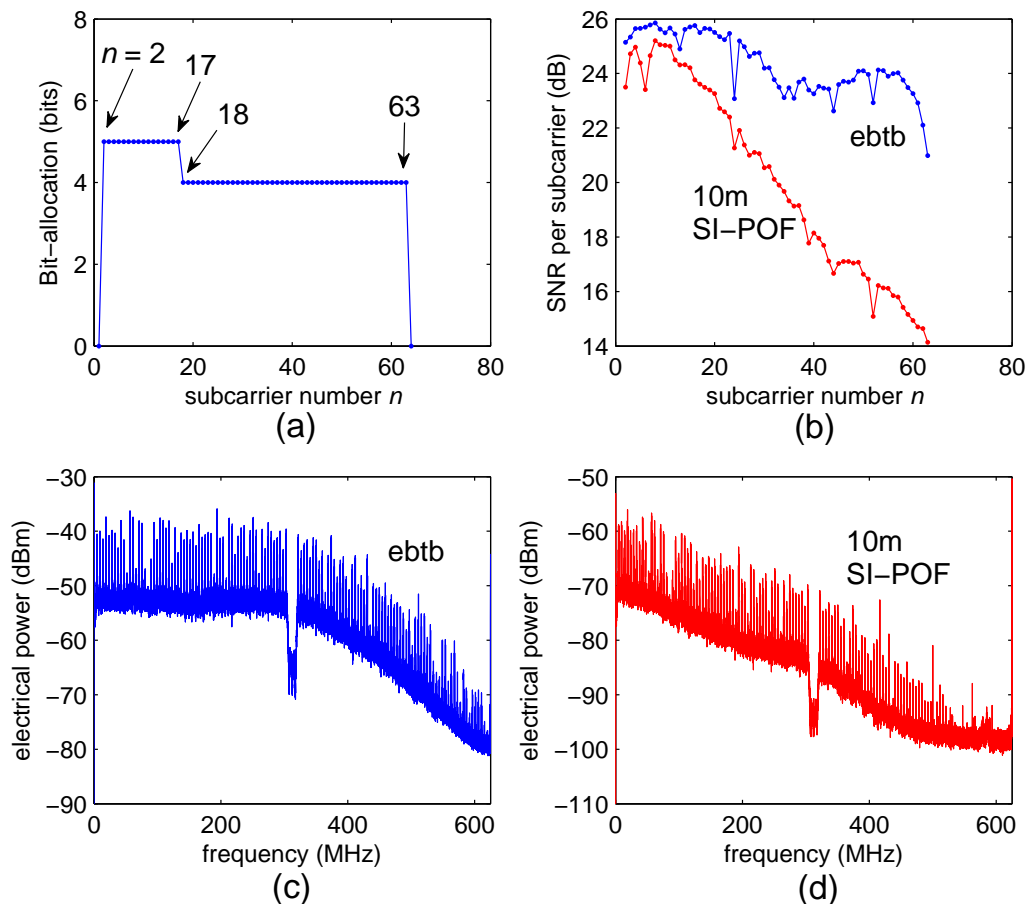 8
6
4
2
0
0
20
40
60
80
Bit−allocation (bits)
subcarrier number n
n = 2
17
18
63
(a)
26
24
22
20
18
16
14
0
20
40
60
80
SNR per subcarrier (dB)
subcarrier number n
ebtb
10m
SI−POF
(b)
−30
−40
−50
−60
−70
−80
−90
0
200
400
600
electrical power (dBm)
frequency (MHz)
ebtb
(c)
−50
−60
−70
−80
−90
−100
−110
0
200
400
600
electrical power (dBm)
frequency (MHz)
10m
SI−POF
(d)